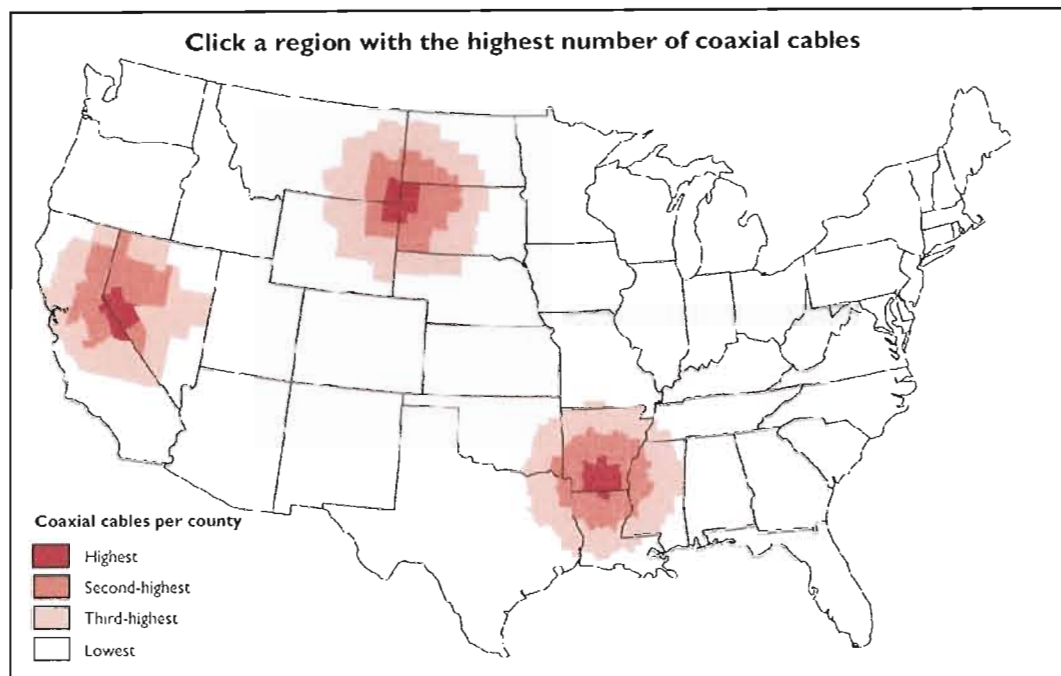 Click a region with the highest number of coaxial cables
Coaxial cables per county
Highest
Second-highest
Third-highest
Lowest